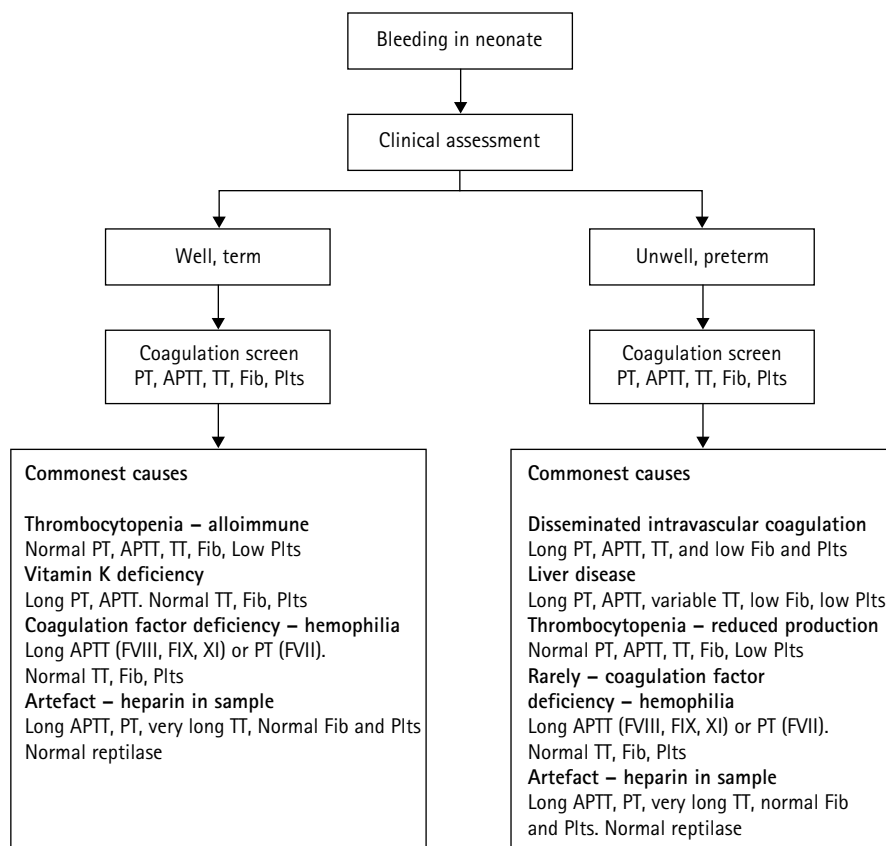 Bleeding in neonate
Clinical assessment
Well, term
Unwell, preterm
Coagulation screen
PT, APTT, TT, Fib, Plts
Coagulation screen
PT, APTT, TT, Fib, Plts
Commonest causes
Thrombocytopenia – alloimmune
Normal PT, APTT, TT, Fib, Low Plts
Vitamin K deficiency
Long PT, APTT. Normal TT, Fib, Plts
Coagulation factor deficiency – hemophilia
Long APTT (FVIII, FIX, XI) or PT (FVII).
Normal TT, Fib, Plts
Artefact – heparin in sample
Long APTT, PT, very long TT, Normal Fib and Plts
Normal reptilase
Commonest causes
Disseminated intravascular coagulation
Long PT, APTT, TT, and low Fib and Plts
Liver disease
Long PT, APTT, variable TT, low Fib, low Plts
Thrombocytopenia – reduced production
Normal PT, APTT, TT, Fib, Low Plts
Rarely – coagulation factor
deficiency – hemophilia
Long APTT (FVIII, FIX, XI) or PT (FVII).
Normal TT, Fib, Plts
Artefact – heparin in sample
Long APTT, PT, very long TT, normal Fib
and Plts. Normal reptilase